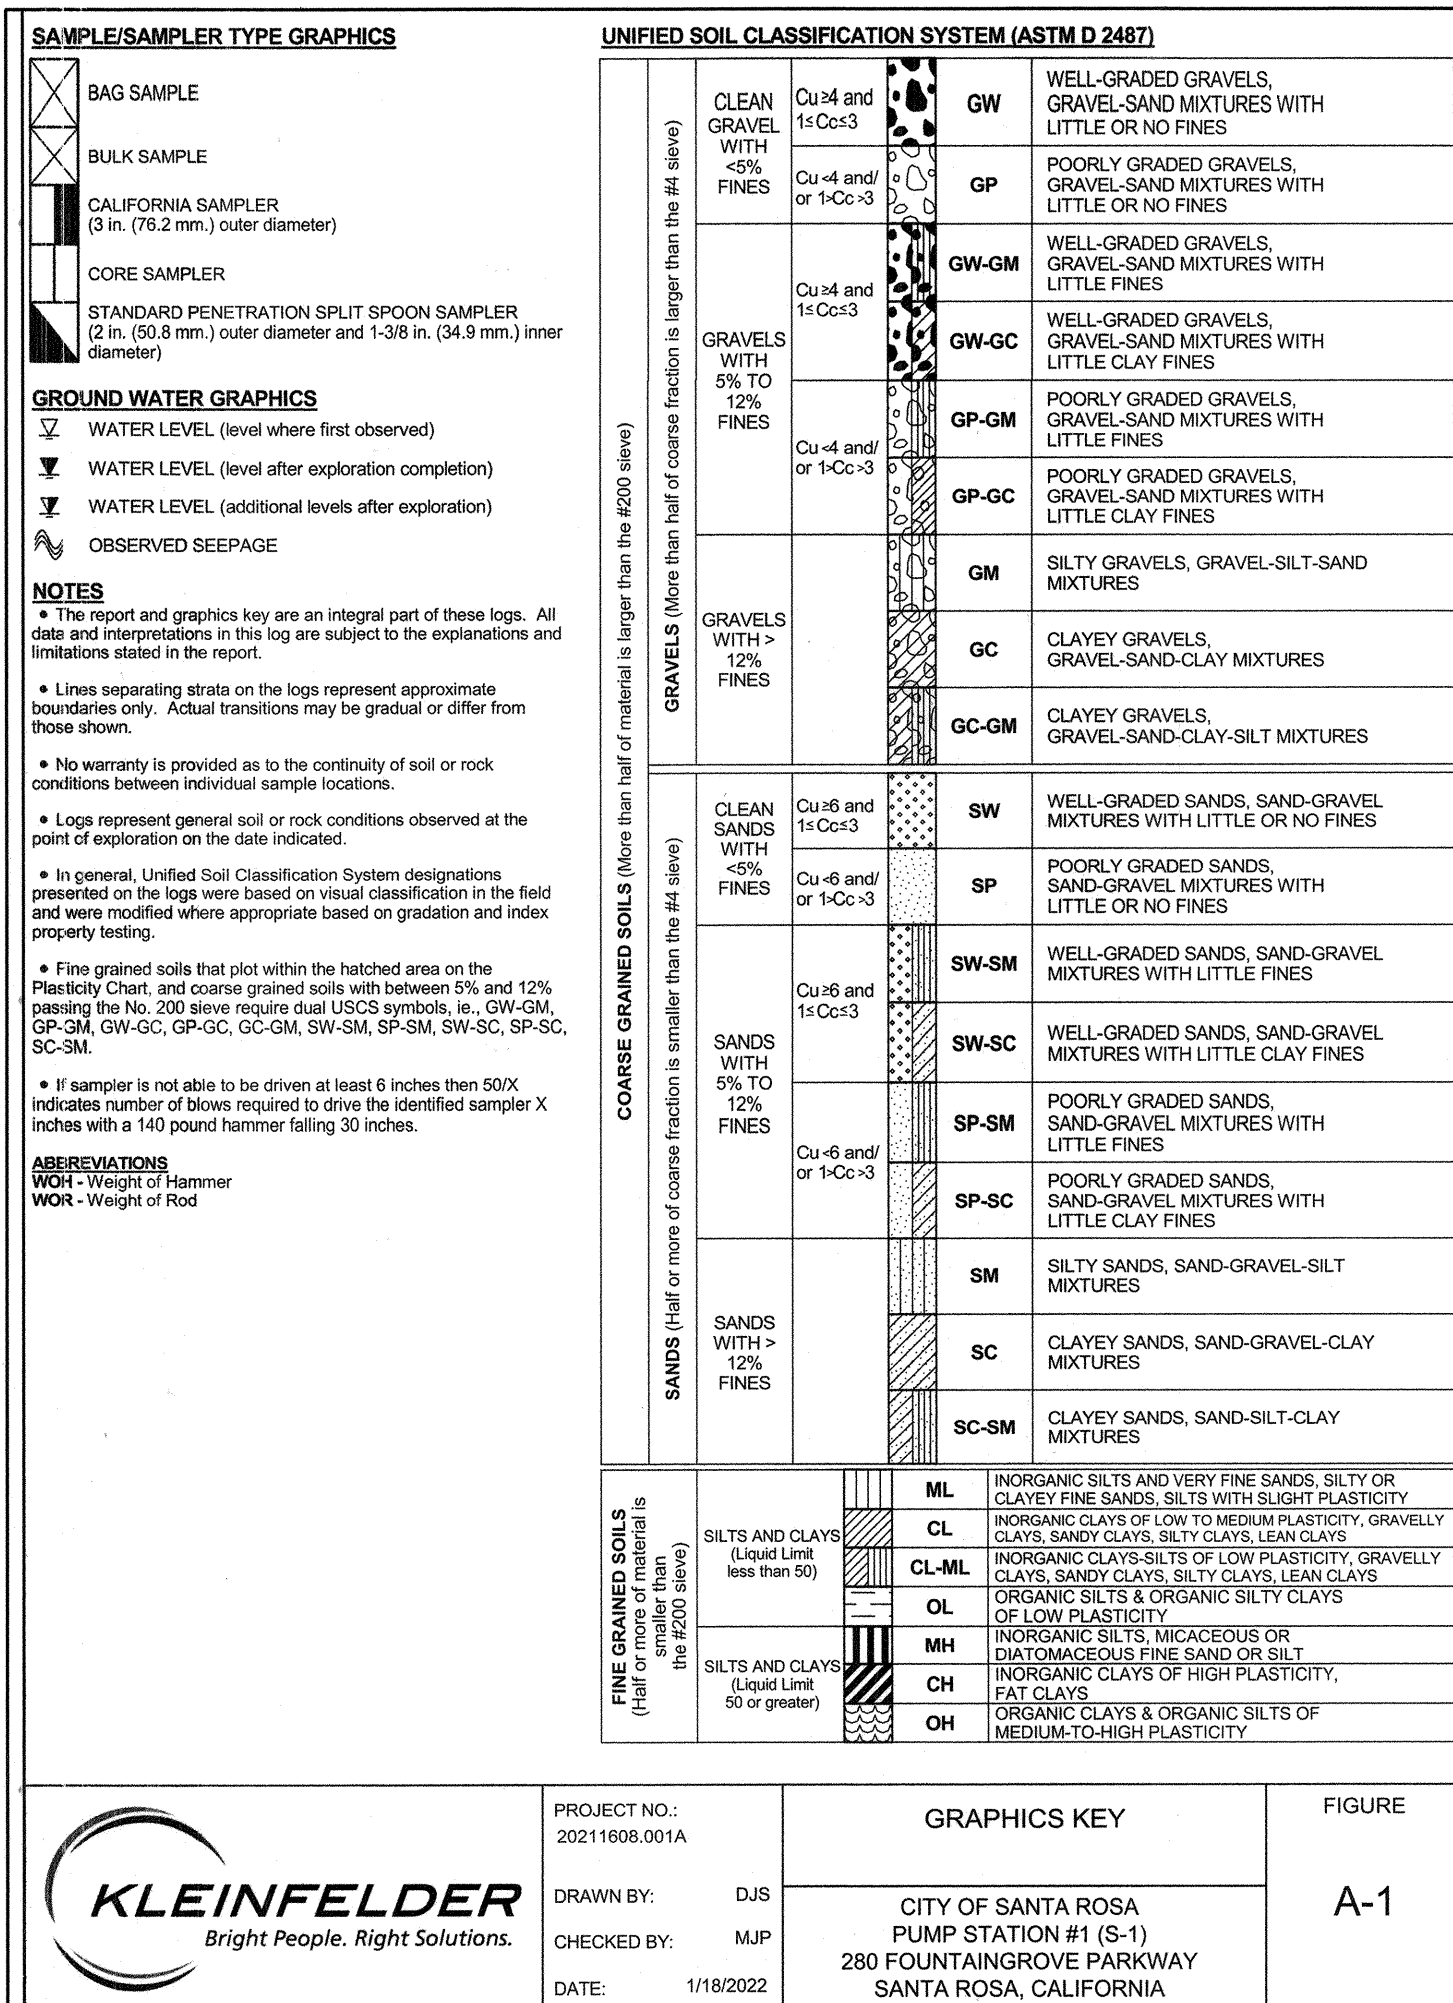 SAMPLE/SAMPLER TYPE GRAPHICS
BAG SAMPLE
BULK SAMPLE
CALIFORNIA SAMPLER
(3 in. (76.2 mm.) outer diameter)
CORE SAMPLER
STANDARD PENETRATION SPLIT SPOON SAMPLER
(2 in. (50.8 mm.) outer diameter and 1-3/8 in. (34.9 mm.) inner
diameter)
GROUND WATER GRAPHICS
WATER LEVEL (level where first observed)
WATER LEVEL (level after exploration completion)
WATER LEVEL (additional levels after exploration)
OBSERVED SEEPAGE
NOTES
• The report and graphics key are an integral part of these logs. All
data and interpretations in this log are subject to the explanations and
limitations stated in the report.
• Lines separating strata on the logs represent approximate
boundaries only. Actual transitions may be gradual or differ from
those shown.
• No warranty is provided as to the continuity of soil or rock
conditions between individual sample locations.
• Logs represent general soil or rock conditions observed at the
point of exploration on the date indicated.
• In general, Unified Soil Classification System designations
presented on the logs were based on visual classification in the field
and were modified where appropriate based on gradation and index
property testing.
• Fine grained soils that plot within the hatched area on the
Plasticity Chart, and coarse grained soils with between 5% and 12%
passing the No. 200 sieve require dual USCS symbols, ie., GW-GM,
GP-GM, GW-GC, GP-GC, GC-GM, SW-SM, SP-SM, SW-SC, SP-SC,
SC-SM.
• If sampler is not able to be driven at least 6 inches then 50/X
indicates number of blows required to drive the identified sampler X
inches with a 140 pound hammer falling 30 inches.
ABBREVIATIONS
WOH - Weight of Hammer
WOR - Weight of Rod
UNIFIED SOIL CLASSIFICATION SYSTEM (ASTM D 2487)
COARSE GRAINED SOILS (More than half of material is larger than the #200 sieve)
GRAVELS (More than half of coarse fraction is larger than the #4 sieve)
CLEAN
GRAVEL
WITH
<5%
FINES
Cu≥4 and
1≤Cc≤3
GW
WELL-GRADED GRAVELS,
GRAVEL-SAND MIXTURES WITH
LITTLE OR NO FINES
Cu<4 and/
or 1>Cc>3
GP
POORLY GRADED GRAVELS,
GRAVEL-SAND MIXTURES WITH
LITTLE OR NO FINES
GRAVELS
WITH
5% TO
12%
FINES
Cu≥4 and
1≤Cc≤3
GW-GM
WELL-GRADED GRAVELS,
GRAVEL-SAND MIXTURES WITH
LITTLE FINES
GW-GC
WELL-GRADED GRAVELS,
GRAVEL-SAND MIXTURES WITH
LITTLE CLAY FINES
Cu<4 and/
or 1>Cc>3
GP-GM
POORLY GRADED GRAVELS,
GRAVEL-SAND MIXTURES WITH
LITTLE FINES
GP-GC
POORLY GRADED GRAVELS,
GRAVEL-SAND MIXTURES WITH
LITTLE CLAY FINES
GRAVELS
WITH >
12%
FINES
GM
SILTY GRAVELS, GRAVEL-SILT-SAND
MIXTURES
GC
CLAYEY GRAVELS,
GRAVEL-SAND-CLAY MIXTURES
GC-GM
CLAYEY GRAVELS,
GRAVEL-SAND-CLAY-SILT MIXTURES
SANDS (Half or more of coarse fraction is smaller than the #4 sieve)
CLEAN
SANDS
WITH
<5%
FINES
Cu≥6 and
1≤Cc≤3
SW
WELL-GRADED SANDS, SAND-GRAVEL
MIXTURES WITH LITTLE OR NO FINES
Cu<6 and/
or 1>Cc>3
SP
POORLY GRADED SANDS,
SAND-GRAVEL MIXTURES WITH
LITTLE OR NO FINES
SANDS
WITH
5% TO
12%
FINES
Cu≥6 and
1≤Cc≤3
SW-SM
WELL-GRADED SANDS, SAND-GRAVEL
MIXTURES WITH LITTLE FINES
SW-SC
WELL-GRADED SANDS, SAND-GRAVEL
MIXTURES WITH LITTLE CLAY FINES
Cu<6 and/
or 1>Cc>3
SP-SM
POORLY GRADED SANDS,
SAND-GRAVEL MIXTURES WITH
LITTLE FINES
SP-SC
POORLY GRADED SANDS,
SAND-GRAVEL MIXTURES WITH
LITTLE CLAY FINES
SANDS
WITH >
12%
FINES
SM
SILTY SANDS, SAND-GRAVEL-SILT
MIXTURES
SC
CLAYEY SANDS, SAND-GRAVEL-CLAY
MIXTURES
SC-SM
CLAYEY SANDS, SAND-SILT-CLAY
MIXTURES
FINE GRAINED SOILS
(Half or more of material is
smaller than
the #200 sieve)
SILTS AND CLAYS
(Liquid Limit
less than 50)
ML
INORGANIC SILTS AND VERY FINE SANDS, SILTY OR
CLAYEY FINE SANDS, SILTS WITH SLIGHT PLASTICITY
CL
INORGANIC CLAYS OF LOW TO MEDIUM PLASTICITY, GRAVELLY
CLAYS, SANDY CLAYS, SILTY CLAYS, LEAN CLAYS
CL-ML
INORGANIC CLAYS-SILTS OF LOW PLASTICITY, GRAVELLY
CLAYS, SANDY CLAYS, SILTY CLAYS, LEAN CLAYS
OL
ORGANIC SILTS & ORGANIC SILTY CLAYS
OF LOW PLASTICITY
SILTS AND CLAYS
(Liquid Limit
50 or greater)
MH
INORGANIC SILTS, MICACEOUS OR
DIATOMACEOUS FINE SAND OR SILT
CH
INORGANIC CLAYS OF HIGH PLASTICITY,
FAT CLAYS
OH
ORGANIC CLAYS & ORGANIC SILTS OF
MEDIUM-TO-HIGH PLASTICITY
KLEINFELDER
Bright People. Right Solutions.
PROJECT NO.:
20211608.001A
DRAWN BY: DJS
CHECKED BY: MJP
DATE: 1/18/2022
GRAPHICS KEY
CITY OF SANTA ROSA
PUMP STATION #1 (S-1)
280 FOUNTAINGROVE PARKWAY
SANTA ROSA, CALIFORNIA
FIGURE
A-1